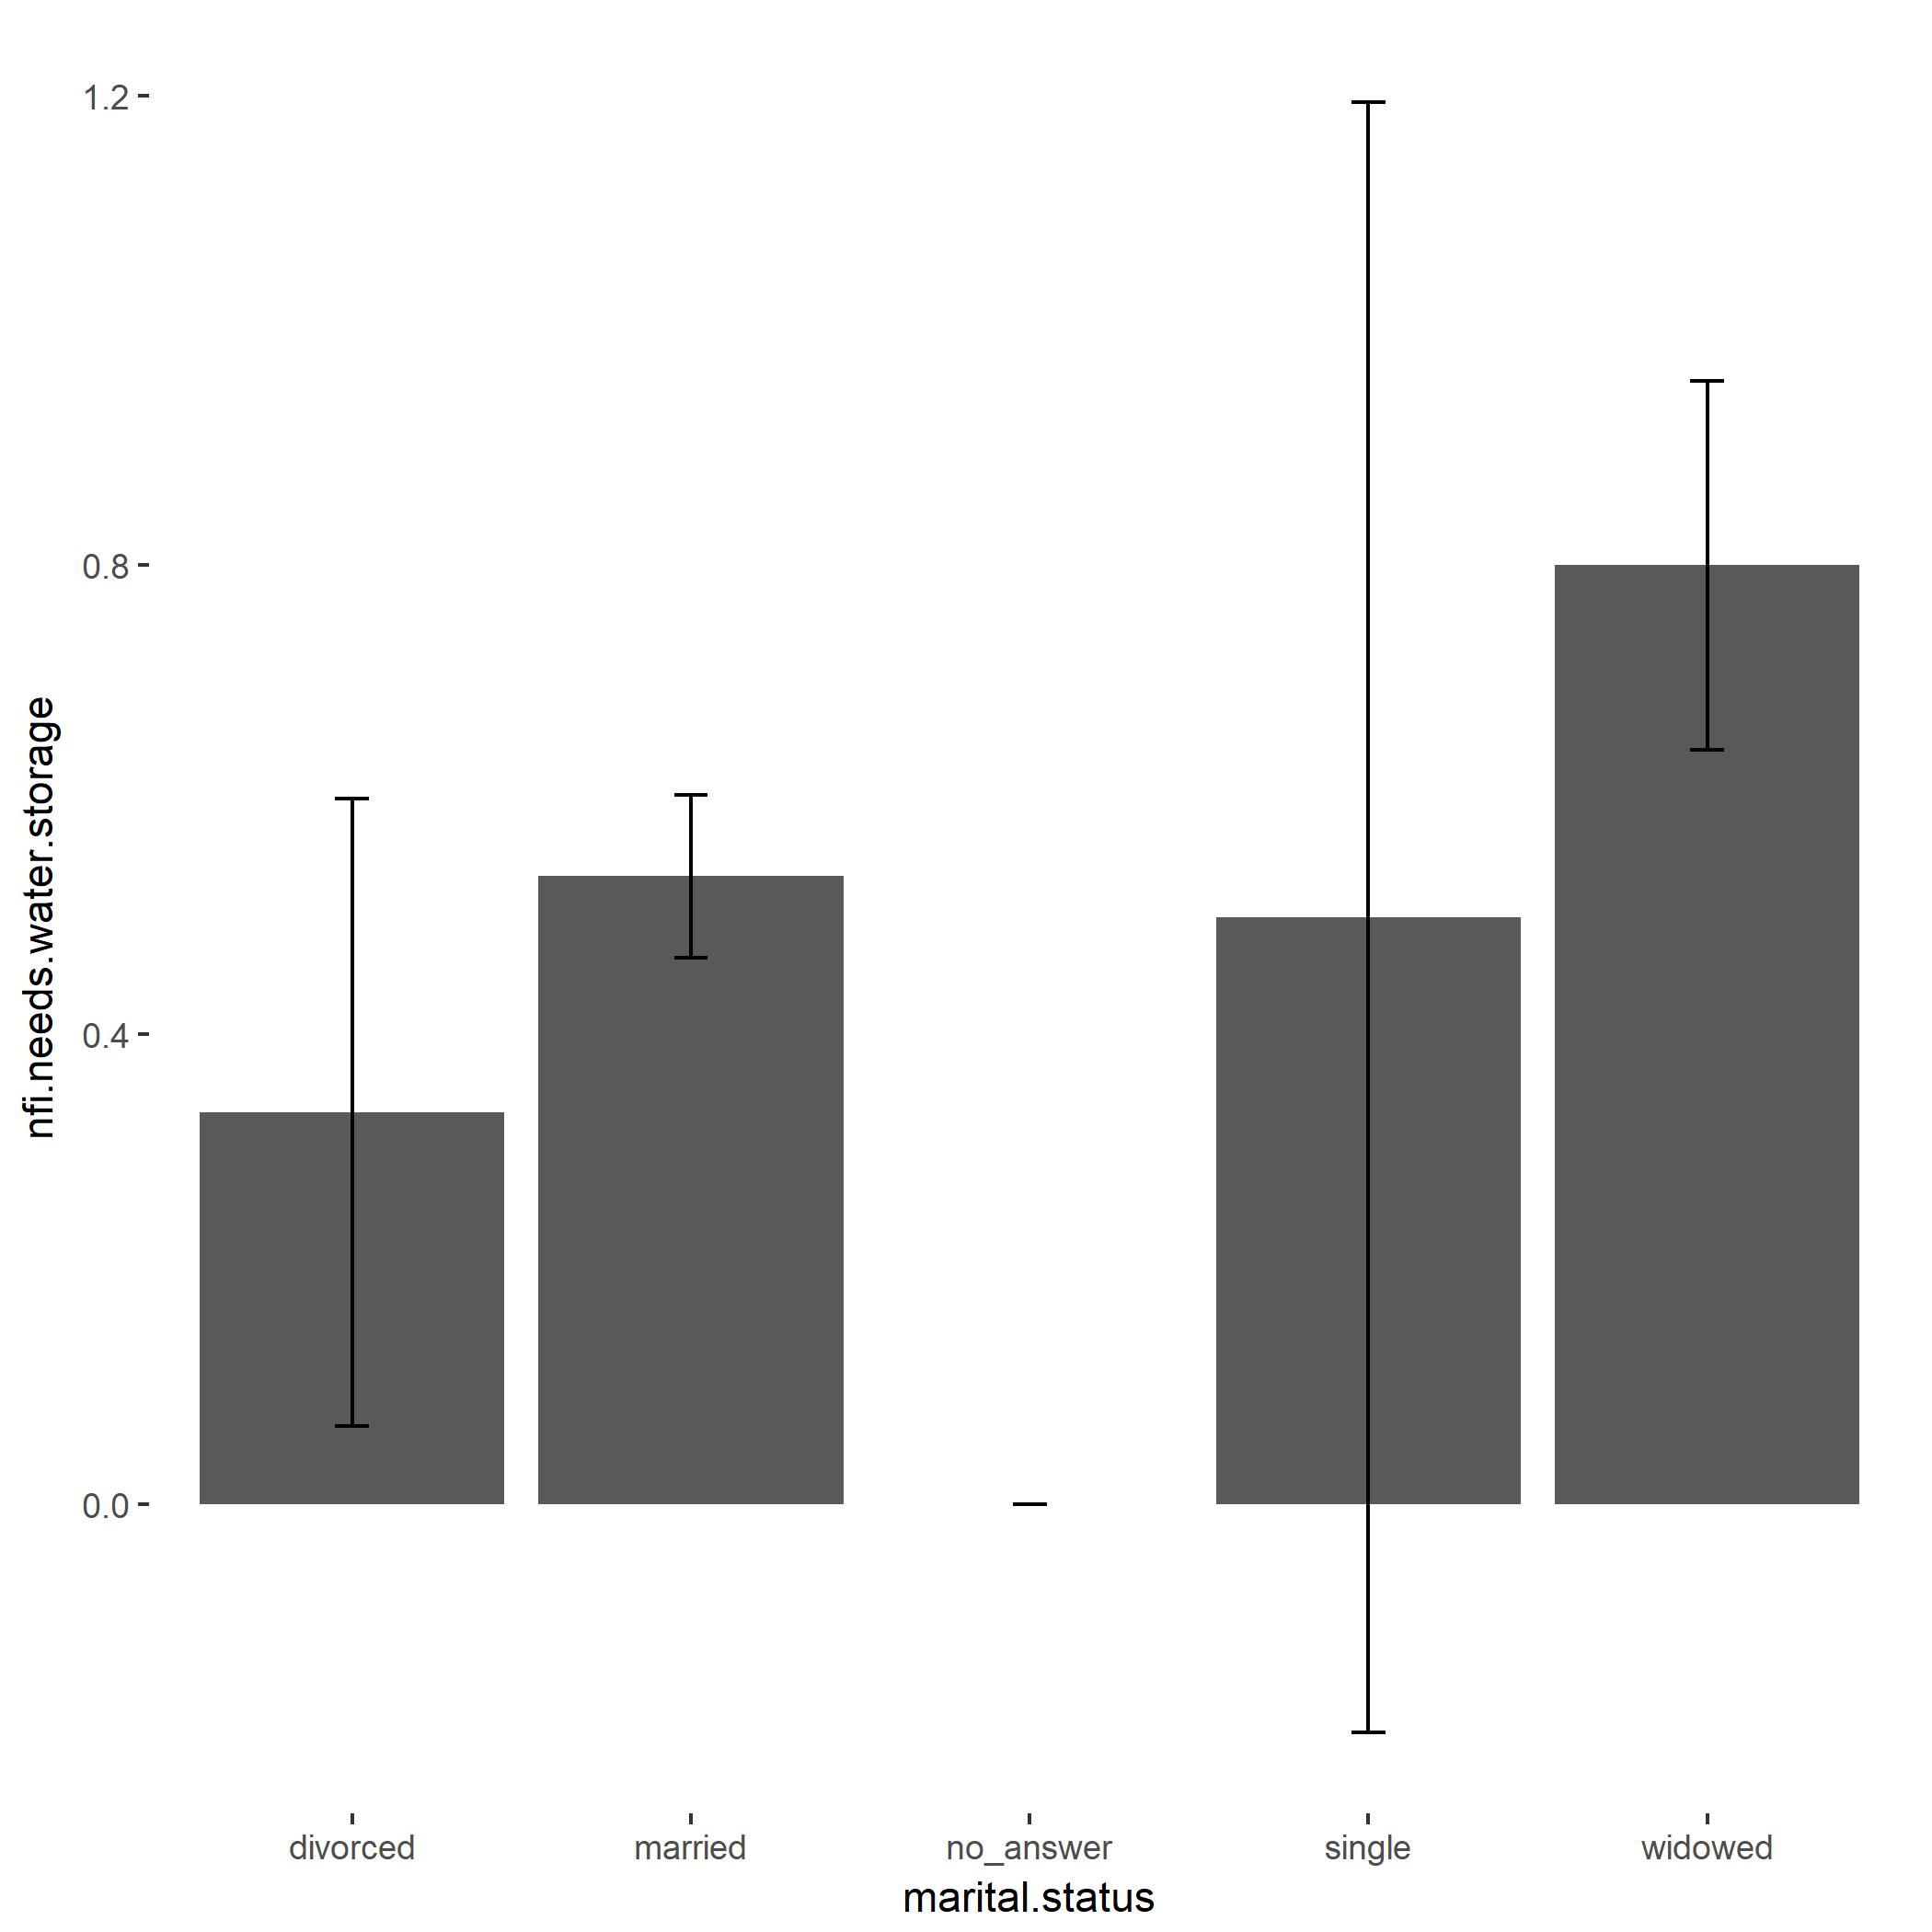 1.2
0.8
0.4
0.0
nfi.needs.water.storage
divorced married no_answer single widowed
marital.status